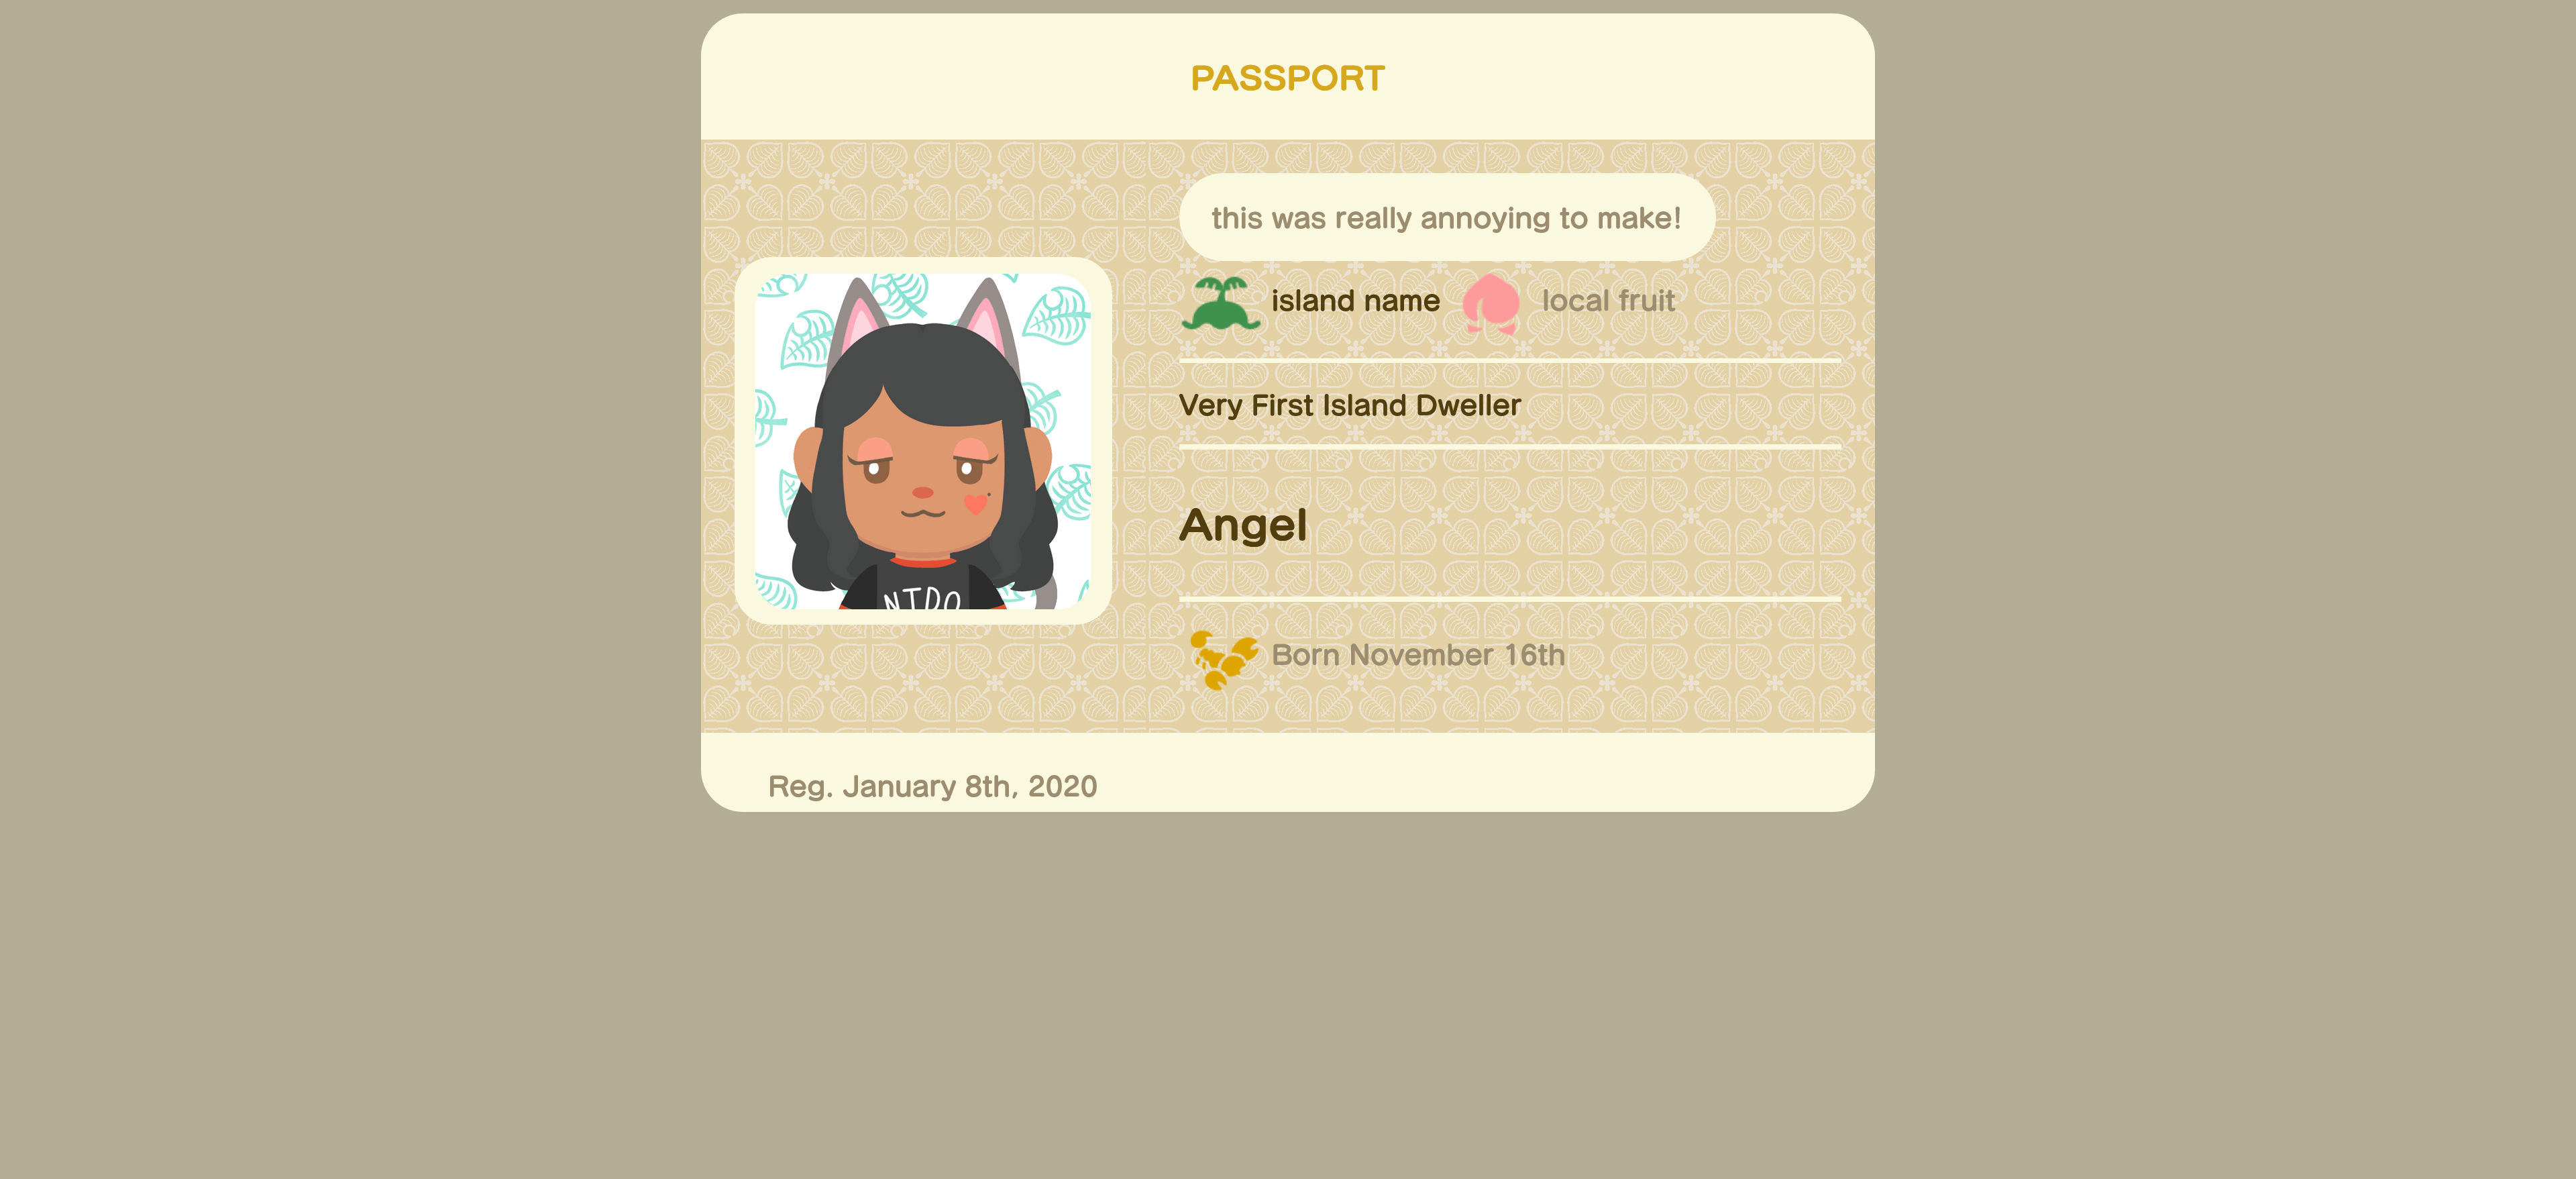 PASSPORT
this was really annoying to make!
island name local fruit
Very First Island Dweller
Angel
Born November 16th
NTDO
Reg. January 8th, 2020